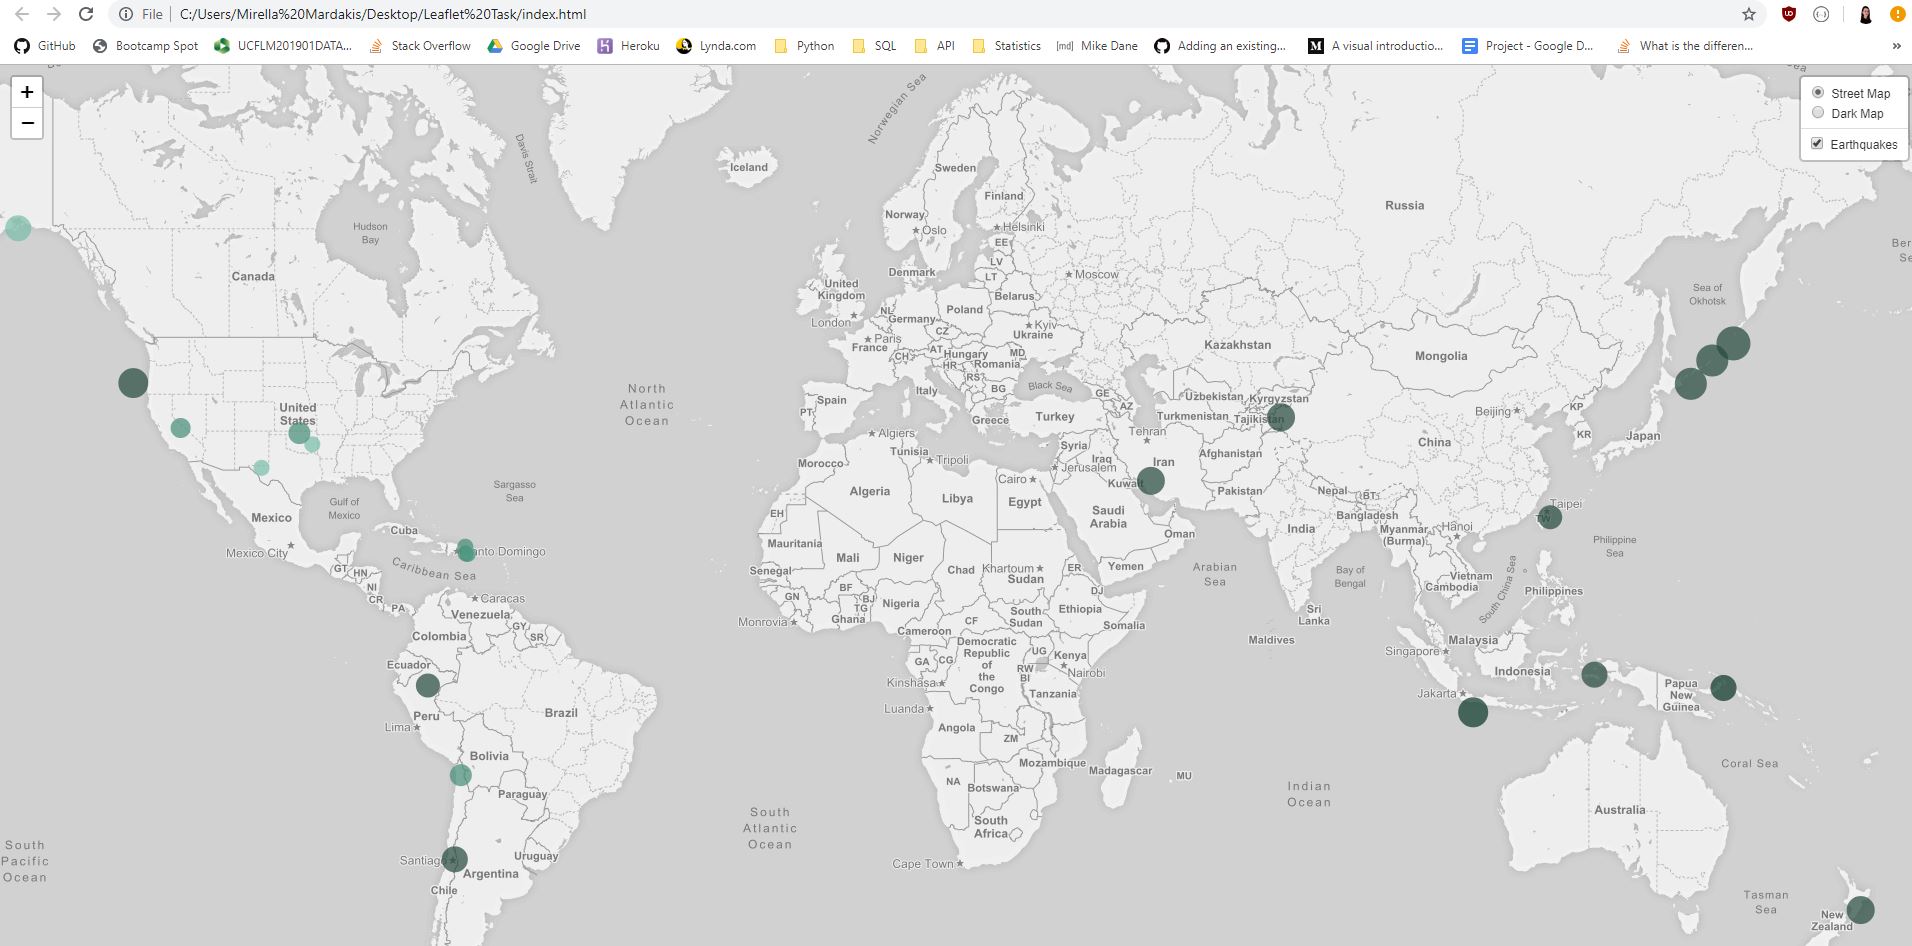 File
C:/Users/Mirella%20Mardakis/Desktop/Leaflet%20Task/index.html
GitHub
Bootcamp Spot
UCFLM201901DATA...
Stack Overflow
Google Drive
Heroku
Lynda.com
Python
SQL
API
Statistics
[md] Mike Dane
Adding an existing...
A visual introductio...
Project - Google D...
What is the differen...
»
+
−
Street Map
Dark Map
Earthquakes
Norwegian Sea
Davis Strait
Iceland
Sweden
Finland
Norway
Oslo
Helsinki
Russia
Hudson
Bay
EE
LV
LT
Canada
Denmark
Moscow
United
Kingdom
Belarus
Sea of
Okhotsk
London
NL
Germany
Poland
CZ
Kyiv
Ukraine
Paris
France
CH
AT
Hungary
MD
HR
Romania
RS
BG
Kazakhstan
Mongolia
North
Atlantic
Ocean
Italy
Black Sea
GE
AZ
Uzbekistan
Kyrgyzstan
Spain
PT
Greece
Turkey
Turkmenistan
Tajikistan
Beijing
KP
KR
Japan
United
States
Algiers
Tunisia
Tripoli
Tehran
Syria
Iraq
Jerusalem
Iran
Afghanistan
China
Morocco
Cairo
Kuwait
Pakistan
Nepal
BT
Algeria
Libya
Egypt
Sargasso
Sea
Gulf of
Mexico
Mexico
Cuba
EH
Saudi
Arabia
Oman
India
Bangladesh
Myanmar
(Burma)
Hanoi
Taipei
TW
Philippine
Sea
Mexico City
Santo Domingo
Caribbean Sea
Mauritania
Mali
Niger
Chad
Khartoum
Sudan
ER
Yemen
Arabian
Sea
Bay of
Bengal
Vietnam
Cambodia
South China Sea
Philippines
GT
HN
NI
CR
PA
Caracas
Venezuela
GY
SR
Senegal
GN
BF
BJ
TG
Ghana
Nigeria
DJ
Ethiopia
Somalia
South
Sudan
CF
Sri
Lanka
Monrovia
Cameroon
Colombia
Maldives
Malaysia
Singapore
Ecuador
GA
CG
Democratic
Republic
of
the
Congo
UG
Kenya
RW
BI
Nairobi
Indonesia
Kinshasa
Tanzania
Jakarta
Papua
New
Guinea
Peru
Lima
Brazil
Luanda
Angola
ZM
Bolivia
Mozambique
Madagascar
MU
Coral Sea
NA
Botswana
Indian
Ocean
Paraguay
South
Atlantic
Ocean
South
Africa
Australia
South
Pacific
Ocean
Santiago
Uruguay
Cape Town
Argentina
Chile
Tasman
Sea
New
Zealand